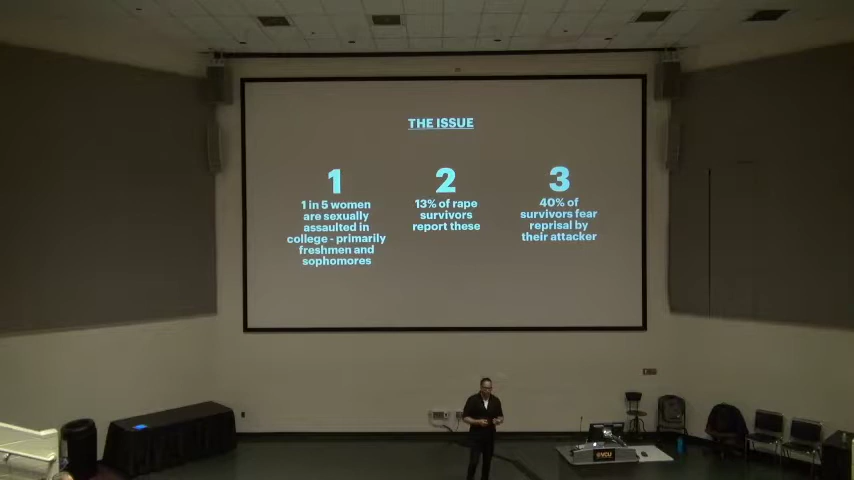 THE ISSUE
1
1 in 5 women
are sexually
assaulted in
college - primarily
freshmen and
sophomores
2
13% of rape
survivors
report these
3
40% of
survivors fear
reprisal by
their attacker
VCU